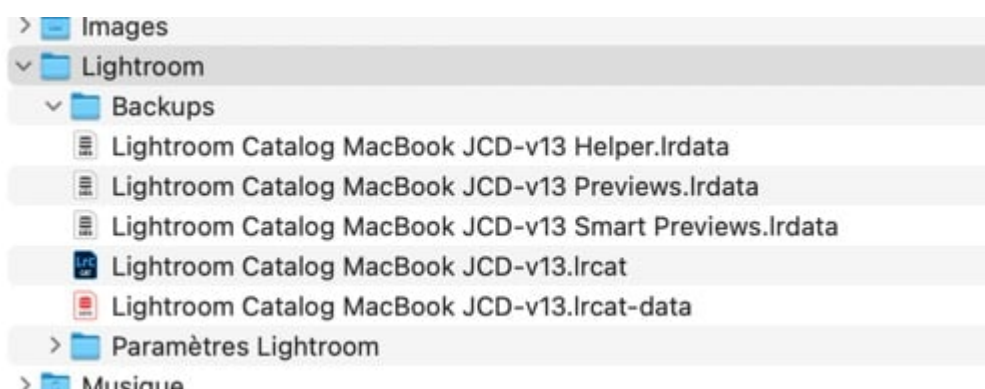 Images
Lightroom
Backups
Lightroom Catalog MacBook JCD-v13 Helper.lrdata
Lightroom Catalog MacBook JCD-v13 Previews.lrdata
Lightroom Catalog MacBook JCD-v13 Smart Previews.lrdata
Lightroom Catalog MacBook JCD-v13.lrcat
Lightroom Catalog MacBook JCD-v13.lrcat-data
Paramètres Lightroom
Musique